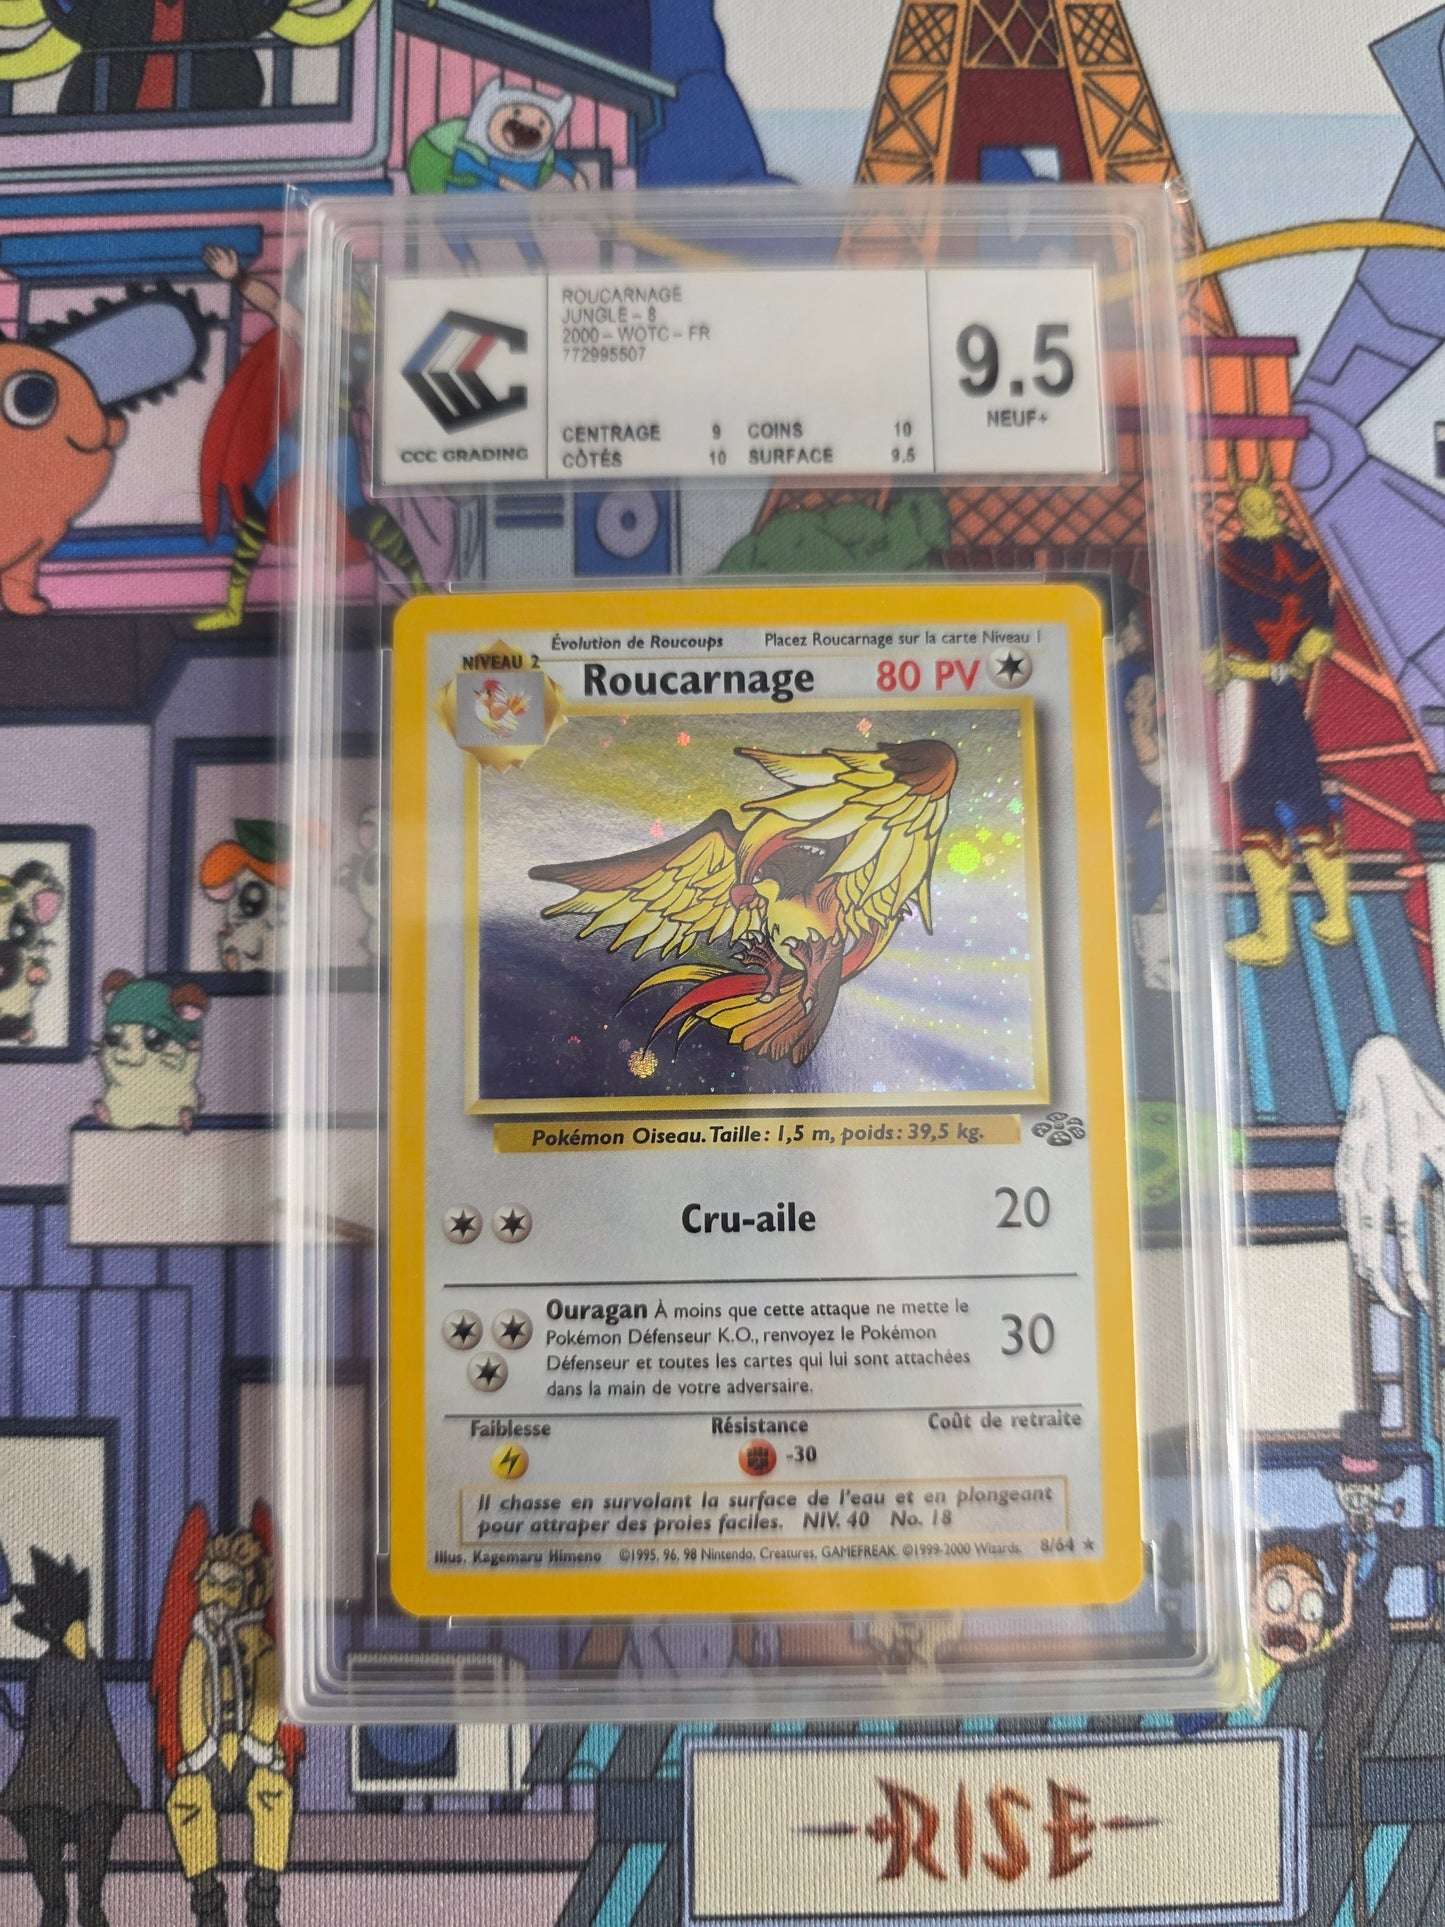 ROUCARNAGE
JUNGLE - 8
2000 - WOTC - FR
772995507
CENTRAGE 9 COINS 10
CÔTÉS 10 SURFACE 9.5
CCC GRADING
9.5
NEUF+
Évolution de Roucoups Placez Roucarnage sur la carte Niveau 1
NIVEAU 2
Roucarnage 80 PV
Pokémon Oiseau. Taille : 1,5 m, poids : 39,5 kg.
Cru-aile 20
Ouragan À moins que cette attaque ne mette le
Pokémon Défenseur K.O., renvoyez le Pokémon
Défenseur et toutes les cartes qui lui sont attachées
dans la main de votre adversaire.
30
Faiblesse Résistance Coût de retraite
-30
Il chasse en survolant la surface de l'eau et en plongeant
pour attraper des proies faciles. NIV. 40 No. 18
Illus. Kagemaru Himeno ©1995, 96, 98 Nintendo, Creatures, GAMEFREAK. ©1999-2000 Wizards. 8/64 ★
RISE